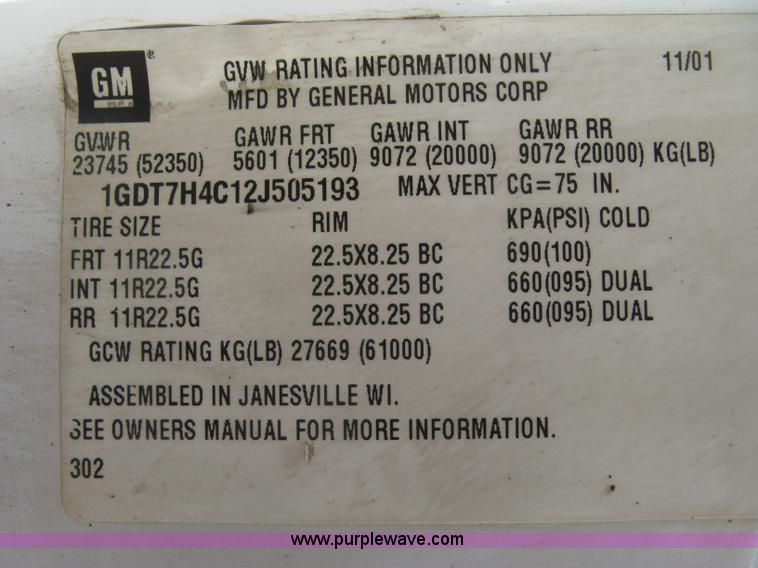 GM
GVW RATING INFORMATION ONLY 11/01
MFD BY GENERAL MOTORS CORP
GVWR GAWR FRT GAWR INT GAWR RR
23745 (52350) 5601 (12350) 9072 (20000) 9072 (20000) KG(LB)
1GDT7H4C12J505193 MAX VERT CG=75 IN.
TIRE SIZE RIM KPA(PSI) COLD
FRT 11R22.5G 22.5X8.25 BC 690(100)
INT 11R22.5G 22.5X8.25 BC 660(095) DUAL
RR 11R22.5G 22.5X8.25 BC 660(095) DUAL
GCW RATING KG(LB) 27669 (61000)
ASSEMBLED IN JANESVILLE WI.
SEE OWNERS MANUAL FOR MORE INFORMATION.
302
www.purplewave.com